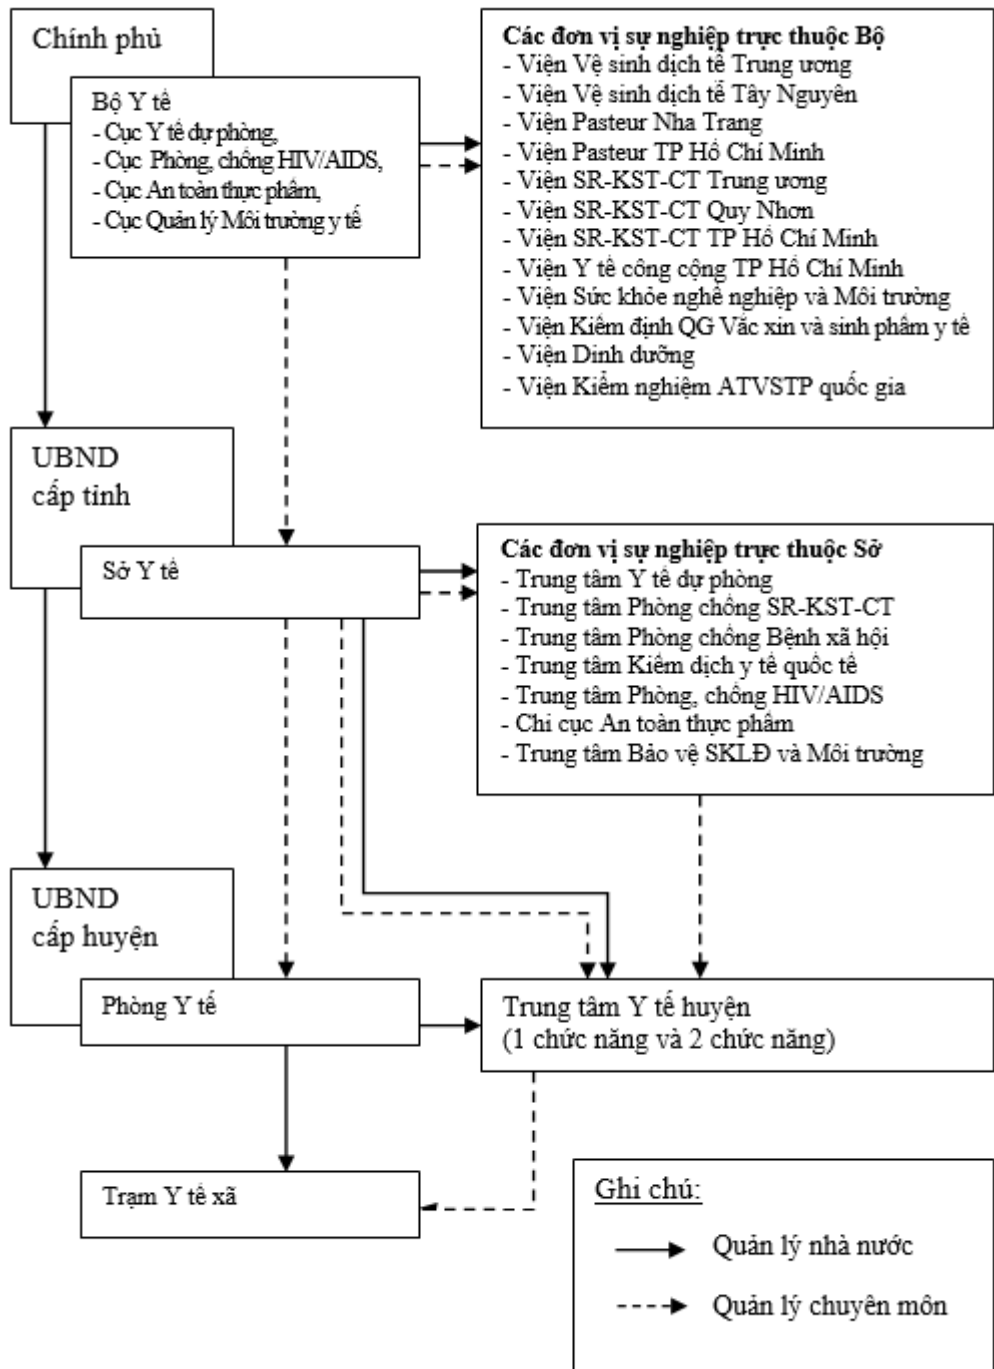 Chính phủ
Bộ Y tế
- Cục Y tế dự phòng,
- Cục Phòng, chống HIV/AIDS,
- Cục An toàn thực phẩm,
- Cục Quản lý Môi trường y tế
Các đơn vị sự nghiệp trực thuộc Bộ
- Viện Vệ sinh dịch tễ Trung ương
- Viện Vệ sinh dịch tễ Tây Nguyên
- Viện Pasteur Nha Trang
- Viện Pasteur TP Hồ Chí Minh
- Viện SR-KST-CT Trung ương
- Viện SR-KST-CT Quy Nhơn
- Viện SR-KST-CT TP Hồ Chí Minh
- Viện Y tế công cộng TP Hồ Chí Minh
- Viện Sức khỏe nghề nghiệp và Môi trường
- Viện Kiểm định QG Vắc xin và sinh phẩm y tế
- Viện Dinh dưỡng
- Viện Kiểm nghiệm ATVSTP quốc gia
UBND
cấp tỉnh
Sở Y tế
Các đơn vị sự nghiệp trực thuộc Sở
- Trung tâm Y tế dự phòng
- Trung tâm Phòng chống SR-KST-CT
- Trung tâm Phòng chống Bệnh xã hội
- Trung tâm Kiểm dịch y tế quốc tế
- Trung tâm Phòng, chống HIV/AIDS
- Chi cục An toàn thực phẩm
- Trung tâm Bảo vệ SKLĐ và Môi trường
UBND
cấp huyện
Phòng Y tế
Trung tâm Y tế huyện
(1 chức năng và 2 chức năng)
Trạm Y tế xã
Ghi chú:
Quản lý nhà nước
Quản lý chuyên môn